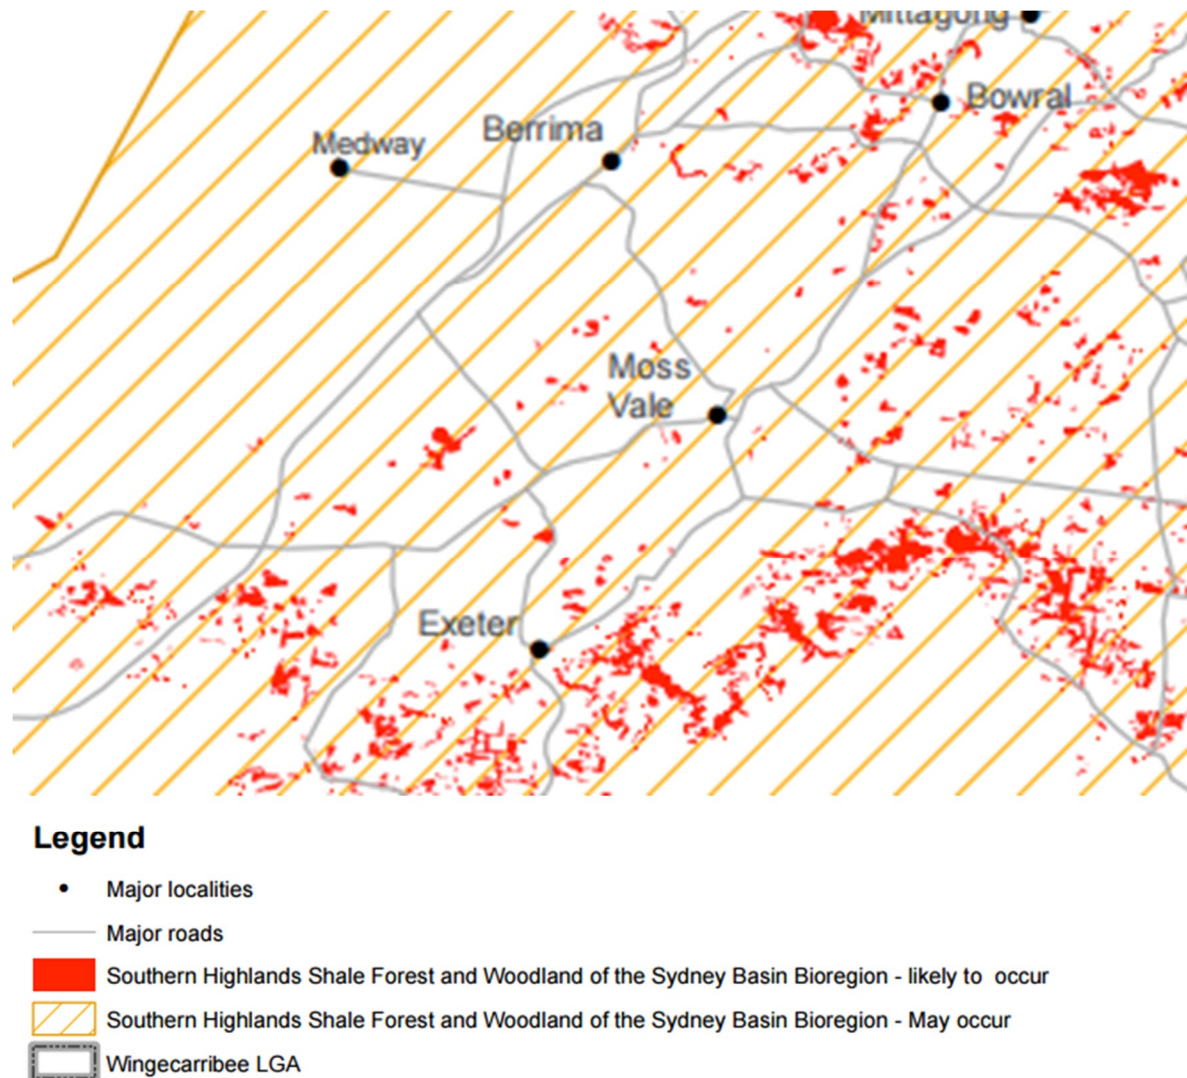 Mittagong
Bowral
Berrima
Medway
Moss
Vale
Exeter
Legend
Major localities
Major roads
Southern Highlands Shale Forest and Woodland of the Sydney Basin Bioregion - likely to occur
Southern Highlands Shale Forest and Woodland of the Sydney Basin Bioregion - May occur
Wingecarribee LGA